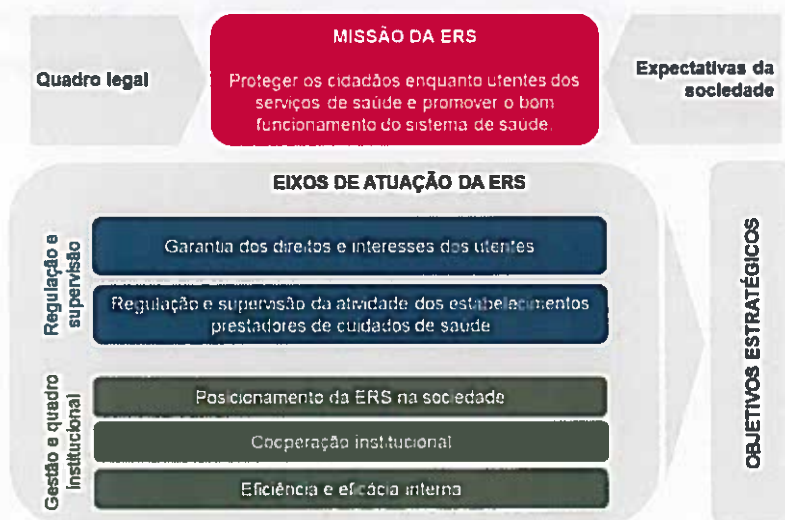 MISSÃO DA ERS
Quadro legal
Proteger os cidadãos enquanto utentes dos
serviços de saúde e promover o bom
funcionamento do sistema de saúde.
Expectativas da
sociedade
EIXOS DE ATUAÇÃO DA ERS
Regulação e
supervisão
Garantia dos direitos e interesses dos utentes
Regulação e supervisão da atividade dos estabelecimentos
prestadores de cuidados de saúde
Gestão e quadro
institucional
Posicionamento da ERS na sociedade
Cooperação institucional
Eficiência e eficácia interna
OBJETIVOS ESTRATÉGICOS